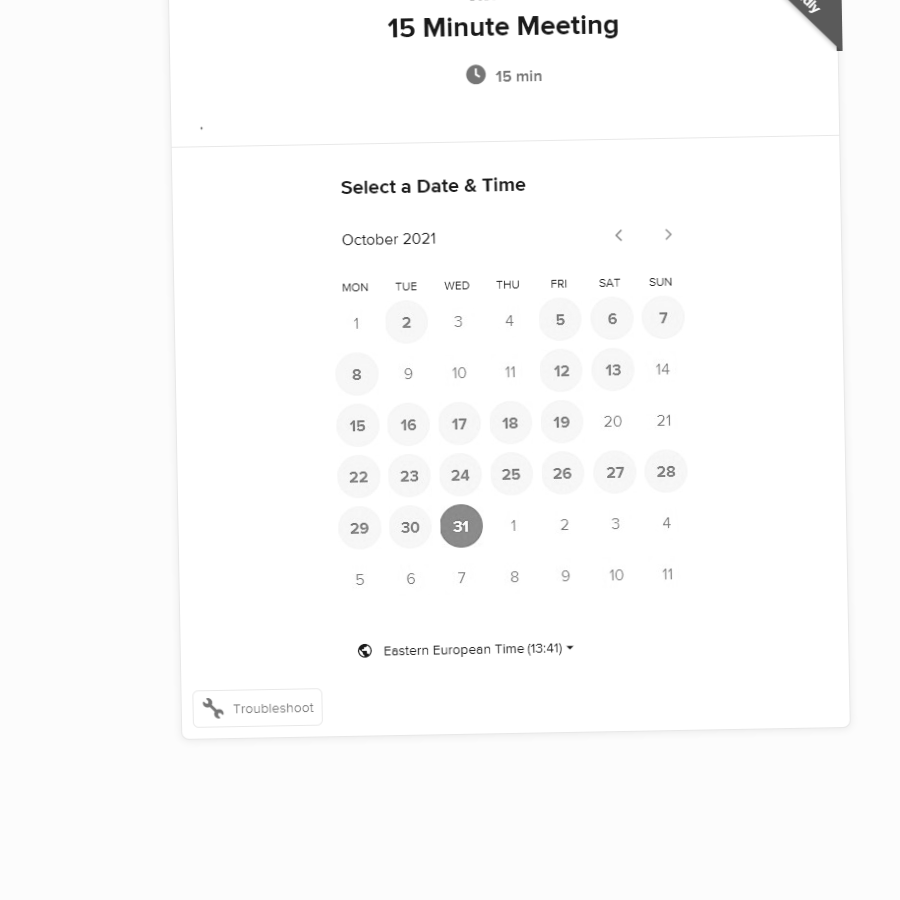 15 Minute Meeting
15 min
Select a Date & Time
October 2021
MON TUE WED THU FRI SAT SUN
1 2 3 4 5 6 7
8 9 10 11 12 13 14
15 16 17 18 19 20 21
22 23 24 25 26 27 28
29 30 31 1 2 3 4
5 6 7 8 9 10 11
Eastern European Time (13:41)
Troubleshoot